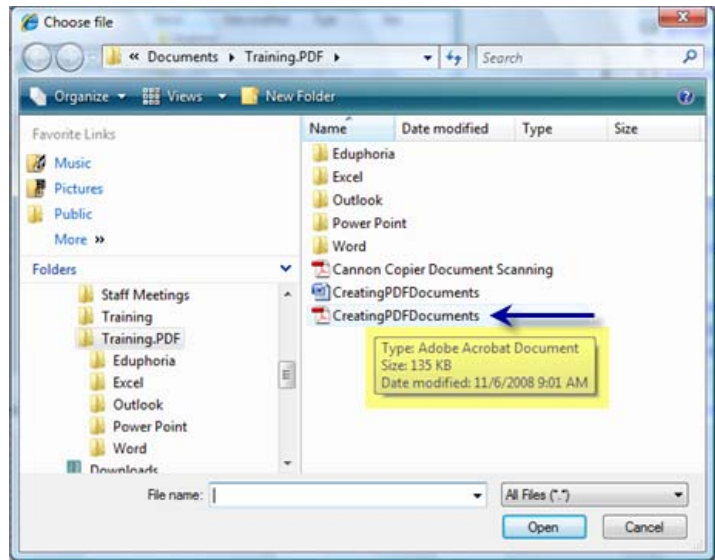 Choose file
« Documents Training.PDF Search
Organize Views New Folder
Favorite Links
Music
Pictures
Public
More »
Folders
Staff Meetings
Training
Training.PDF
Eduphoria
Excel
Outlook
Power Point
Word
Downloads
Name Date modified Type Size
Eduphoria
Excel
Outlook
Power Point
Word
Cannon Copier Document Scanning
CreatingPDFDocuments
CreatingPDFDocuments
Type: Adobe Acrobat Document
Size: 135 KB
Date modified: 11/6/2008 9:01 AM
File name: All Files (*.*)
Open Cancel